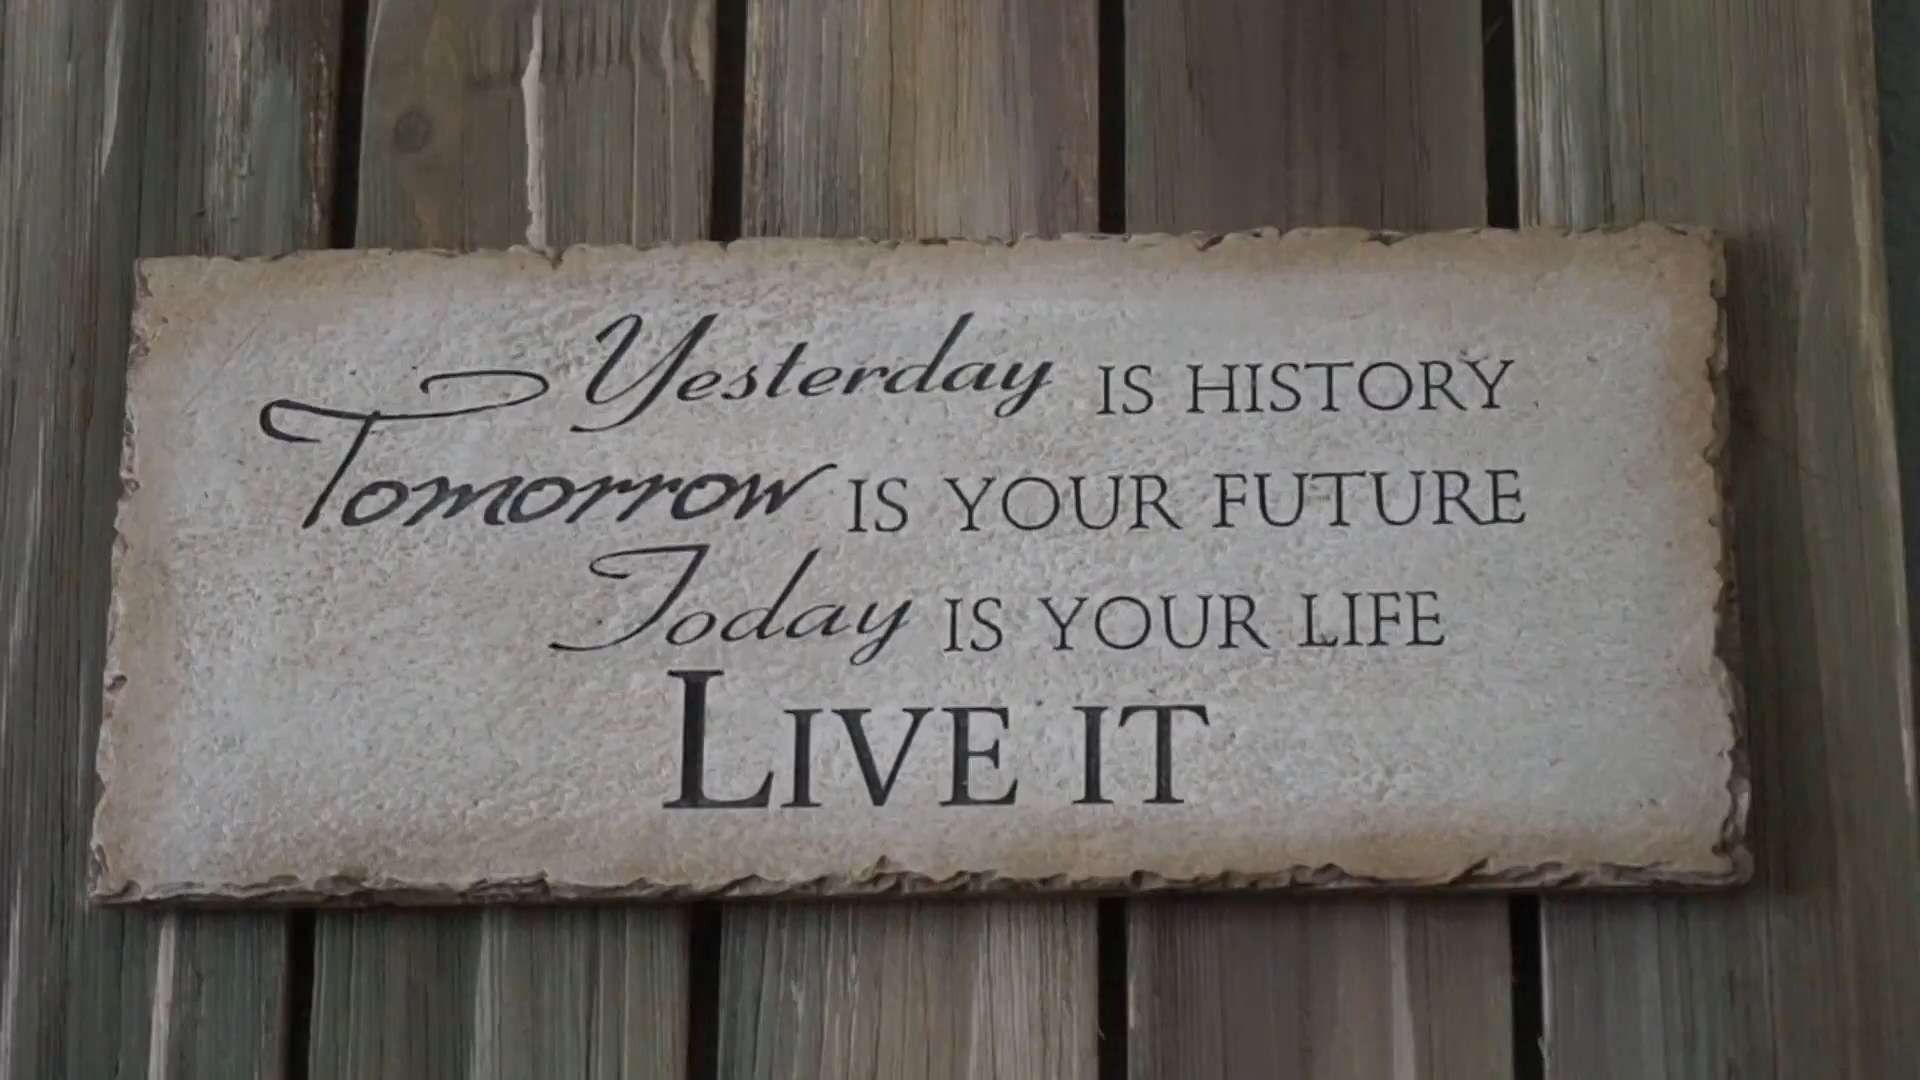 Yesterday IS HISTORY
Tomorrow IS YOUR FUTURE
Today IS YOUR LIFE
LIVE IT